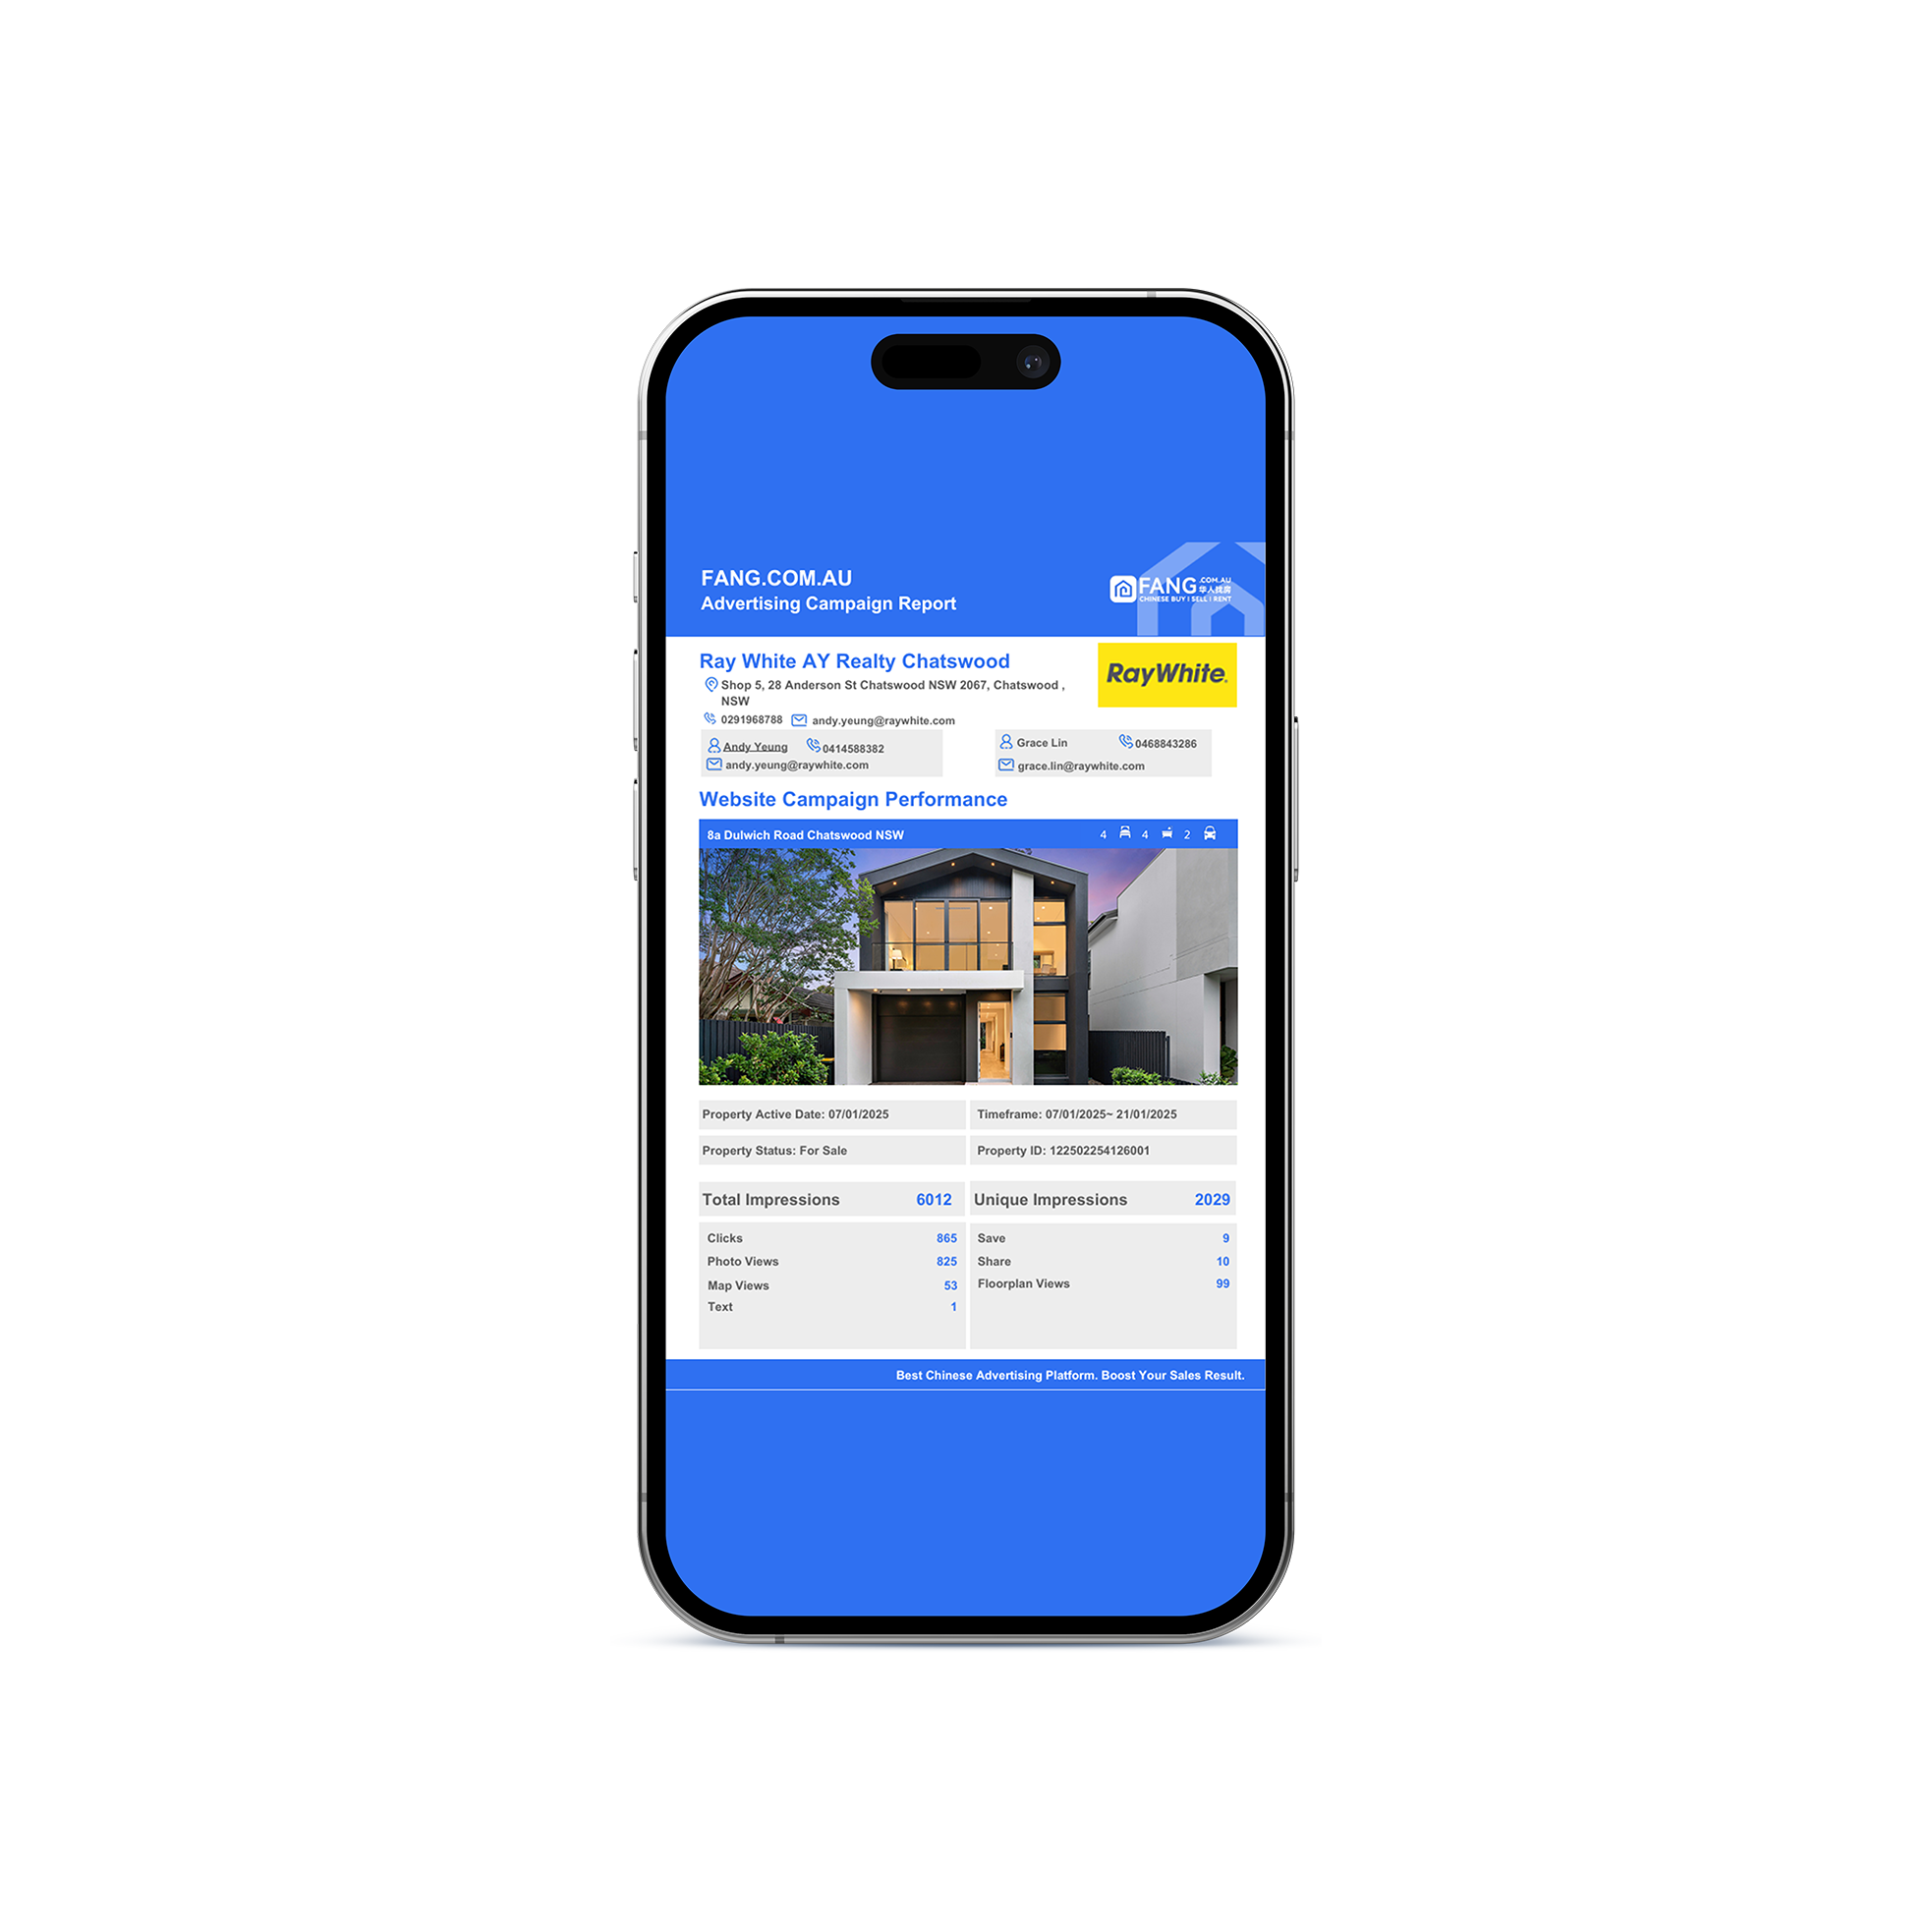 FANG.COM.AU
Advertising Campaign Report
FANG .COM.AU 华人找房
CHINESE BUY I SELL I RENT
Ray White AY Realty Chatswood
RayWhite.
Shop 5, 28 Anderson St Chatswood NSW 2067, Chatswood ,
NSW
0291968788 andy.yeung@raywhite.com
Andy Yeung 0414588382
andy.yeung@raywhite.com
Grace Lin 0468843286
grace.lin@raywhite.com
Website Campaign Performance
8a Dulwich Road Chatswood NSW 4 4 2
Property Active Date: 07/01/2025
Timeframe: 07/01/2025~ 21/01/2025
Property Status: For Sale
Property ID: 122502254126001
Total Impressions 6012
Unique Impressions 2029
Clicks 865
Photo Views 825
Map Views 53
Text 1
Save 9
Share 10
Floorplan Views 99
Best Chinese Advertising Platform. Boost Your Sales Result.